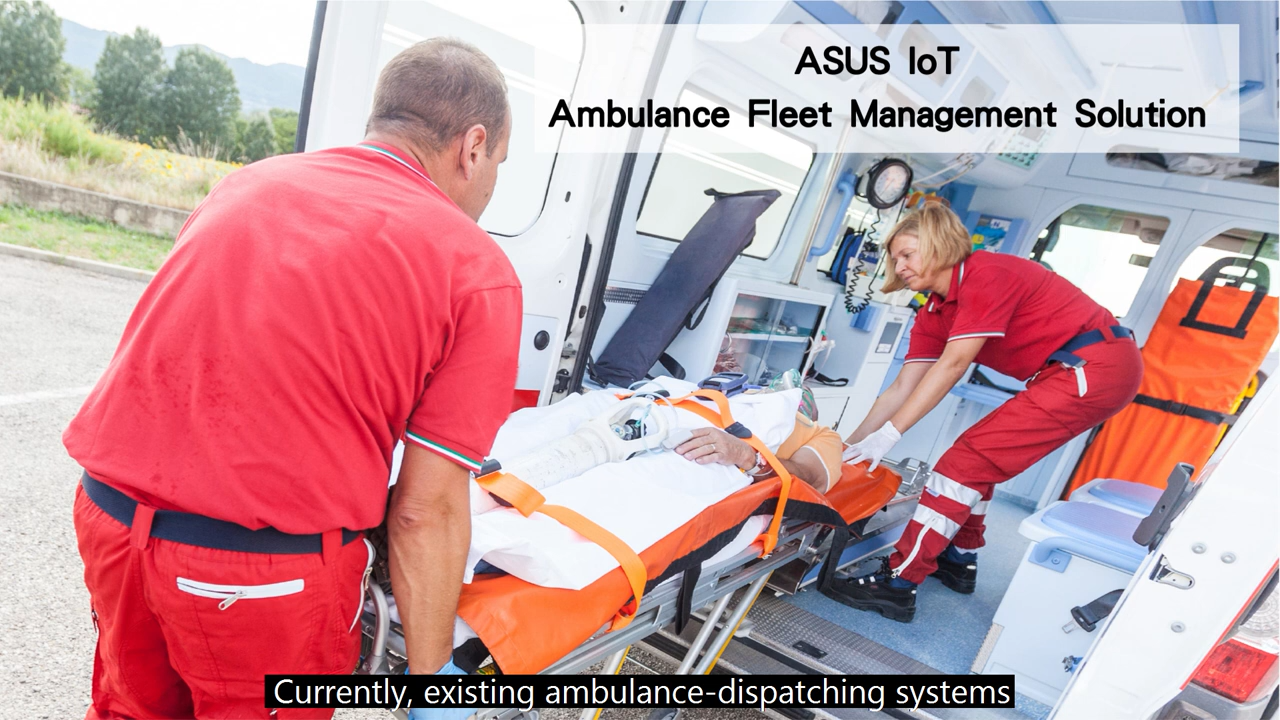 ASUS IoT
Ambulance Fleet Management Solution
Currently, existing ambulance-dispatching systems